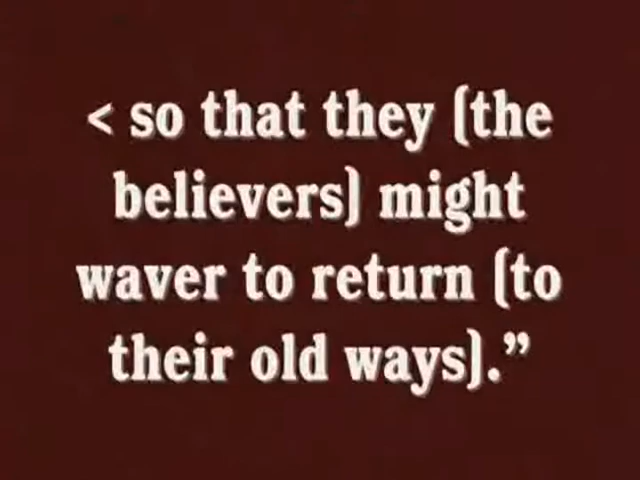 < so that they (the
believers) might
waver to return (to
their old ways).”